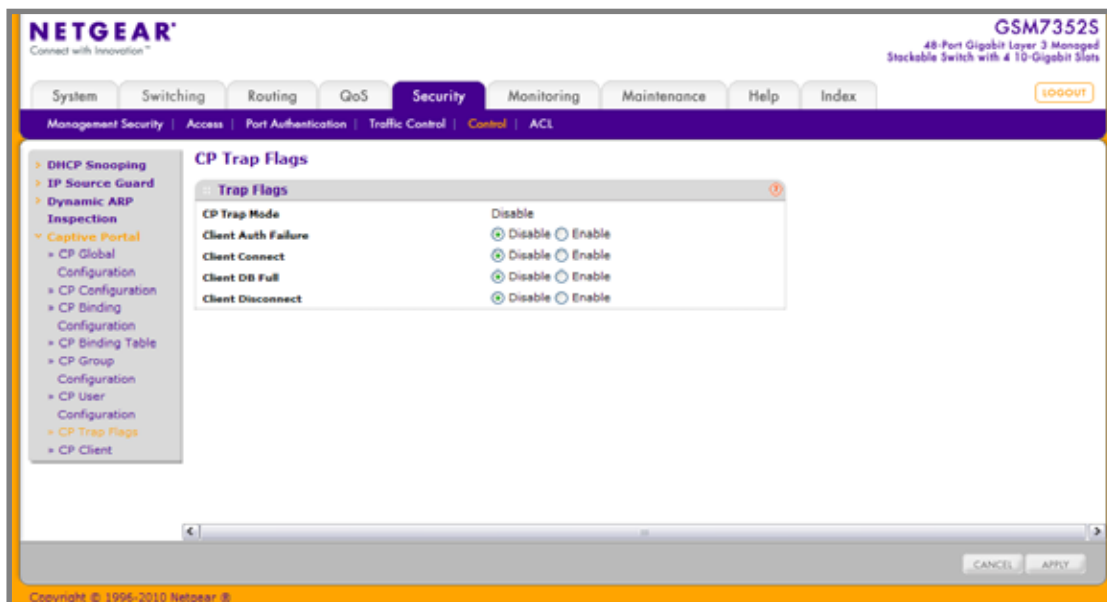 NETGEAR®
Connect with Innovation™
GSM7352S
48-Port Gigabit Layer 3 Managed
Stackable Switch with 4 10-Gigabit Slots
System Switching Routing QoS Security Monitoring Maintenance Help Index LOGOUT
Management Security | Access | Port Authentication | Traffic Control | Control | ACL
DHCP Snooping
IP Source Guard
Dynamic ARP
Inspection
Captive Portal
» CP Global
Configuration
» CP Configuration
» CP Binding
Configuration
» CP Binding Table
» CP Group
Configuration
» CP User
Configuration
» CP Trap Flags
» CP Client
CP Trap Flags
Trap Flags ?
CP Trap Mode Disable
Client Auth Failure Disable Enable
Client Connect Disable Enable
Client DB Full Disable Enable
Client Disconnect Disable Enable
CANCEL APPLY
Copyright © 1996-2010 Netgear ®